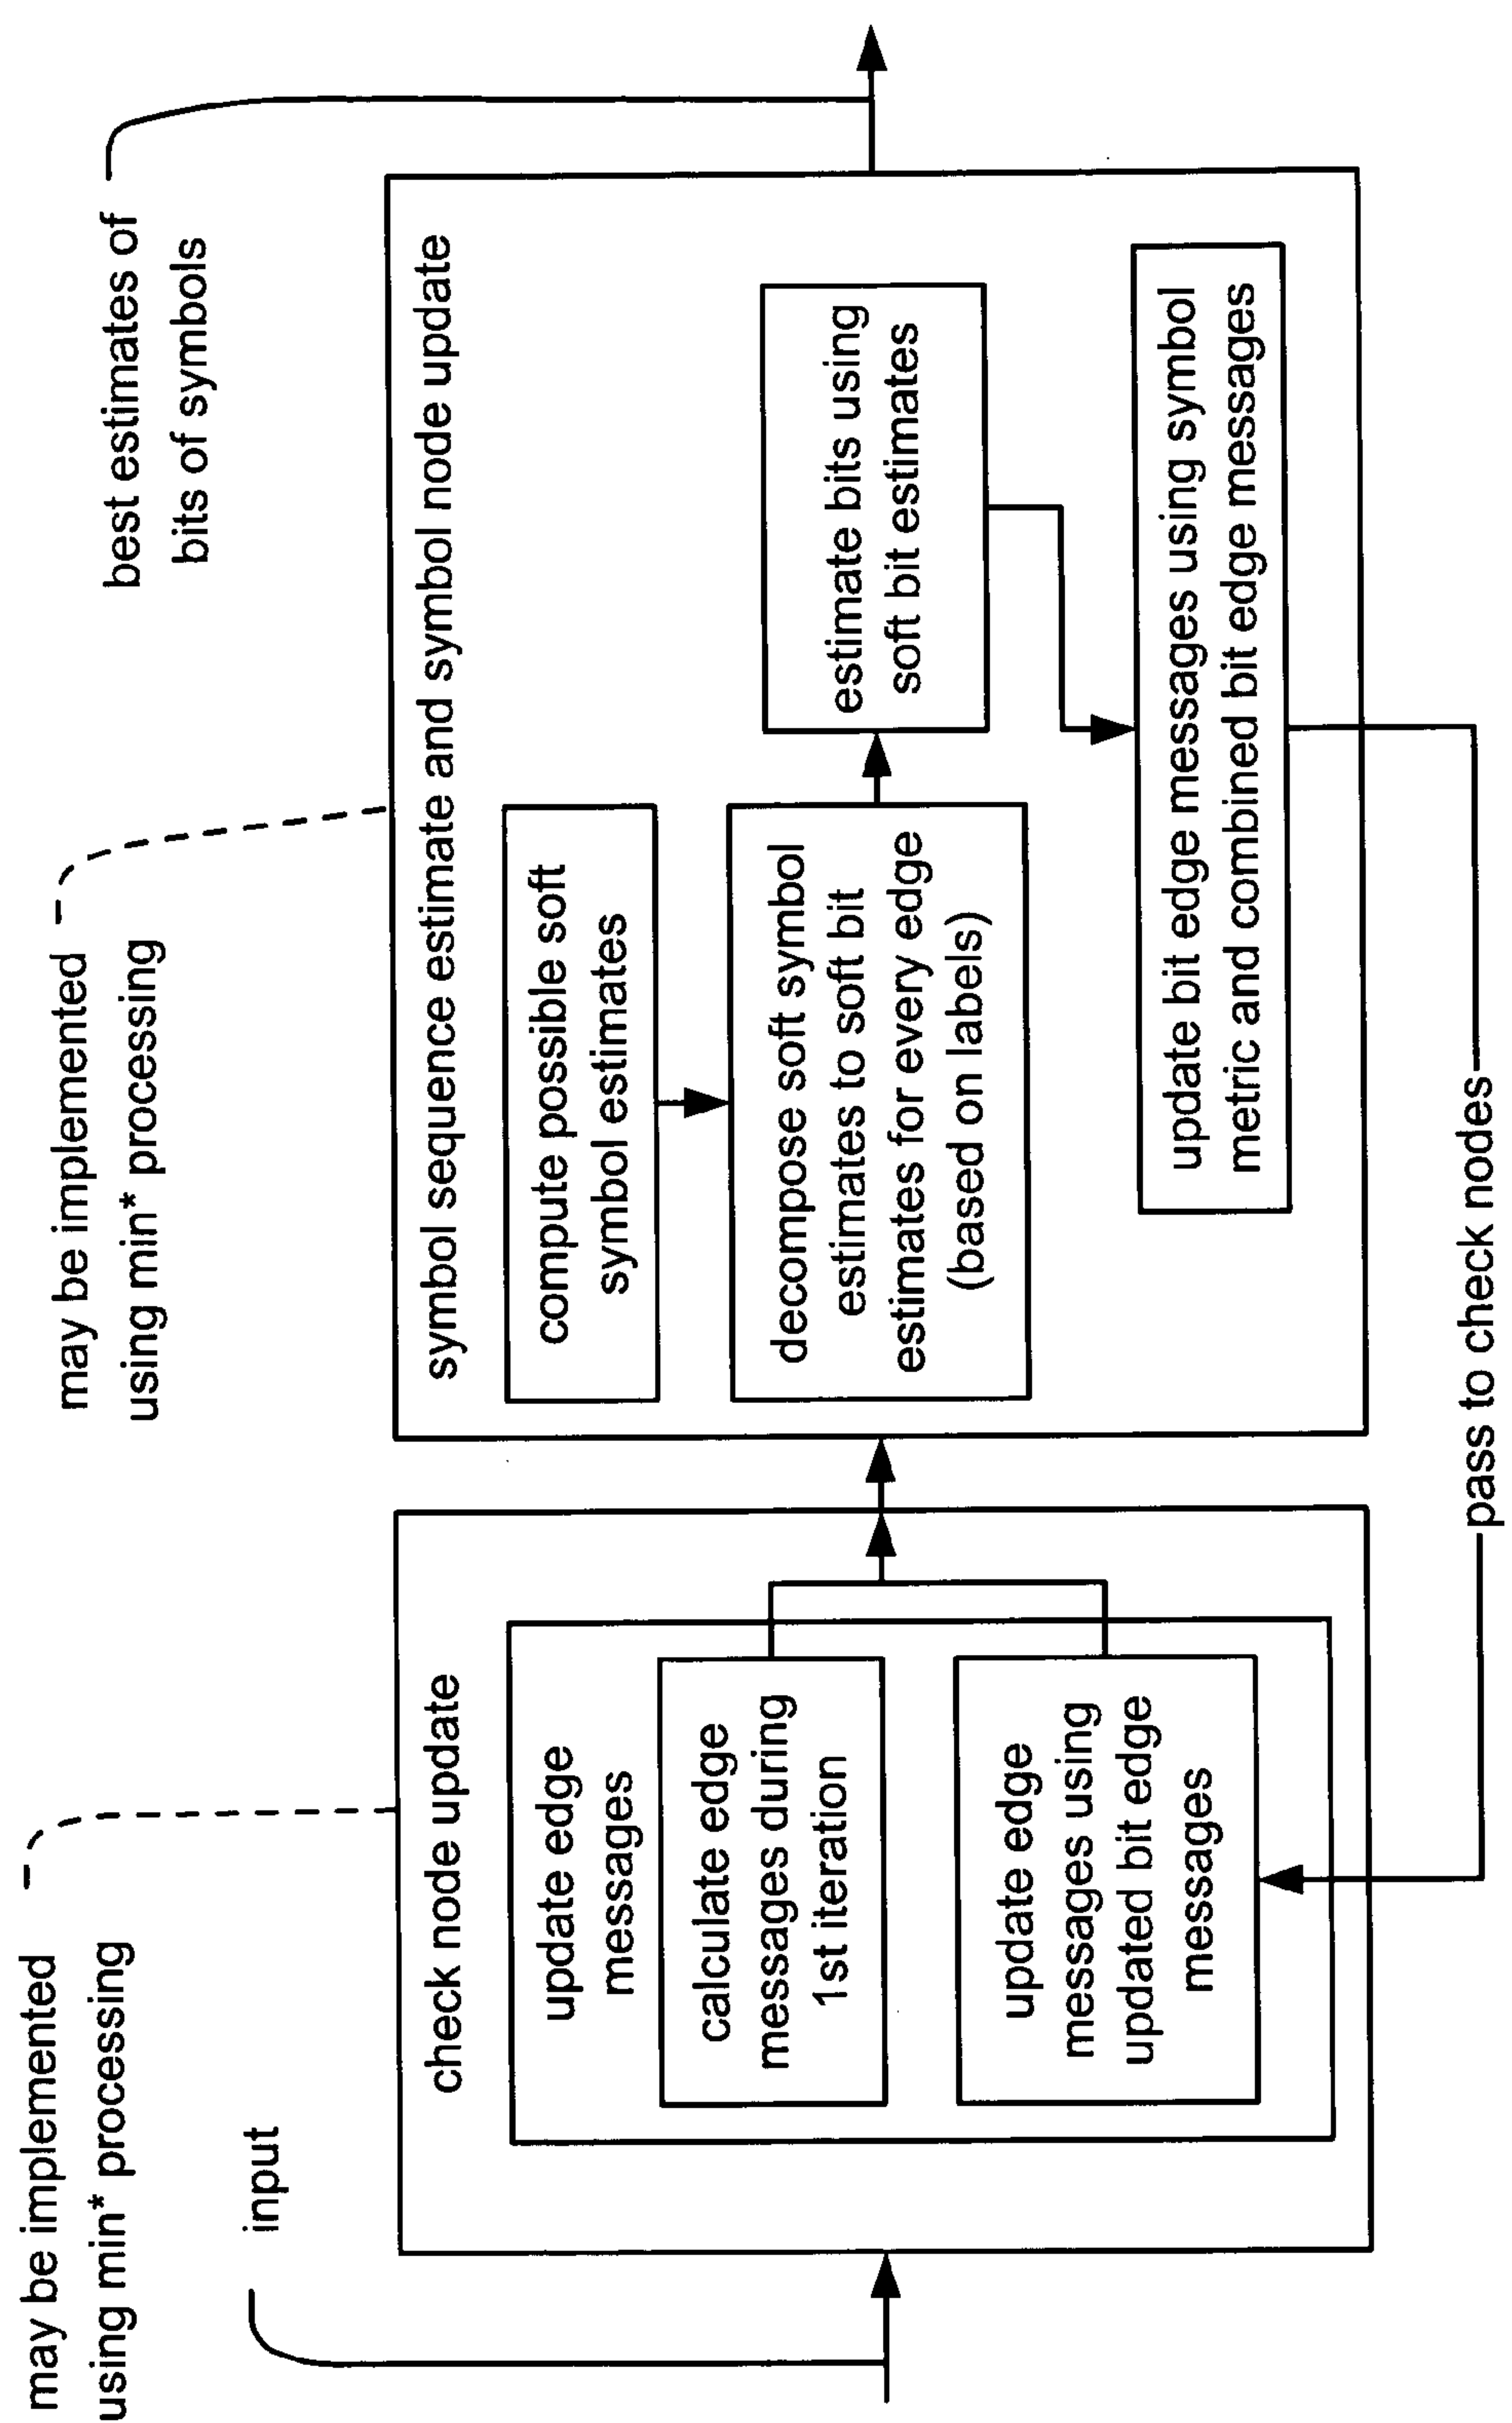 may be implemented
using min* processing
input
check node update
update edge
messages
calculate edge
messages during
1st iteration
update edge
messages using
updated bit edge
messages
may be implemented
using min* processing
symbol sequence estimate and symbol node update
compute possible soft
symbol estimates
decompose soft symbol
estimates to soft bit
estimates for every edge
(based on labels)
estimate bits using
soft bit estimates
update bit edge messages using symbol
metric and combined bit edge messages
best estimates of
bits of symbols
pass to check nodes